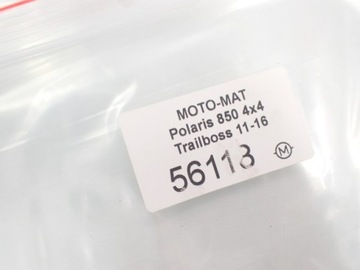 MOTO-MAT
Polaris 850 4x4
Trailboss 11-16
56118
M